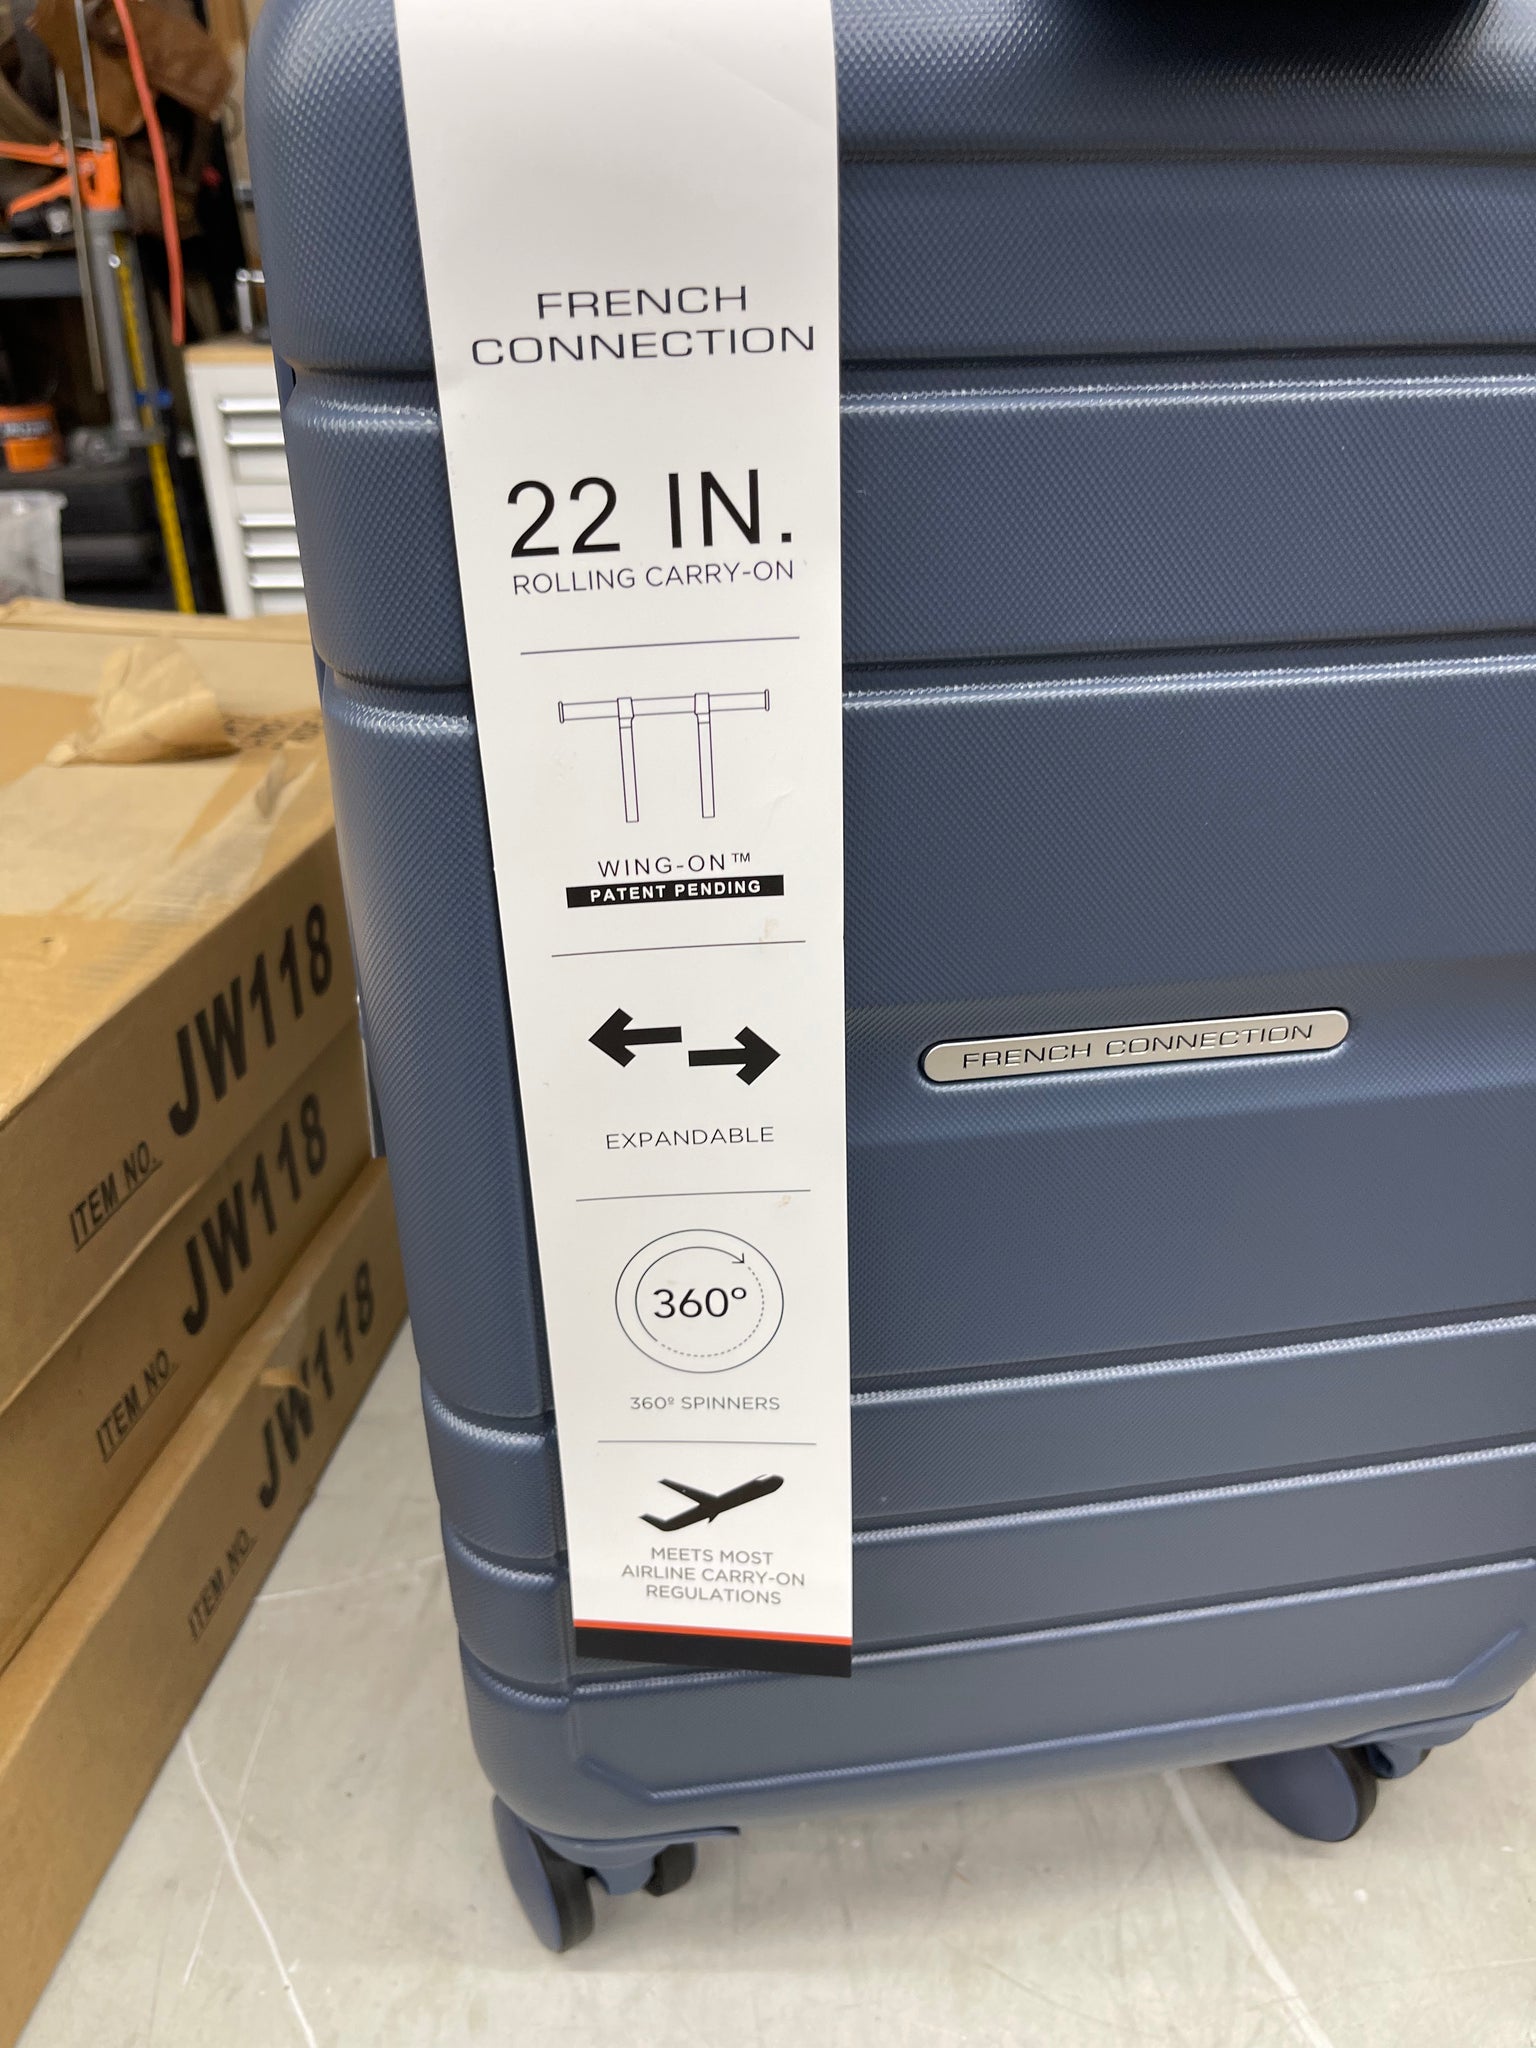 FRENCH
CONNECTION
22 IN.
ROLLING CARRY-ON
WING-ON™
PATENT PENDING
EXPANDABLE
360°
360º SPINNERS
MEETS MOST
AIRLINE CARRY-ON
REGULATIONS
FRENCH CONNECTION
ITEM NO. JW118
ITEM NO. JW118
ITEM NO. JW118